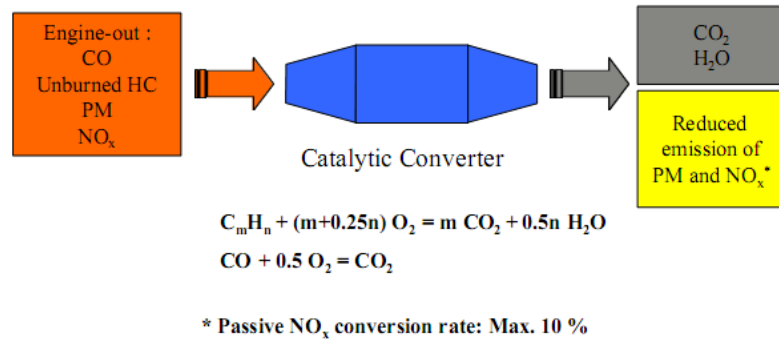 Engine-out :
CO
Unburned HC
PM
NOₓ
CO₂
H₂O
Reduced
emission of
PM and NOₓ*
Catalytic Converter
CₘHₙ + (m+0.25n) O₂ = m CO₂ + 0.5n H₂O
CO + 0.5 O₂ = CO₂
* Passive NOₓ conversion rate: Max. 10 %